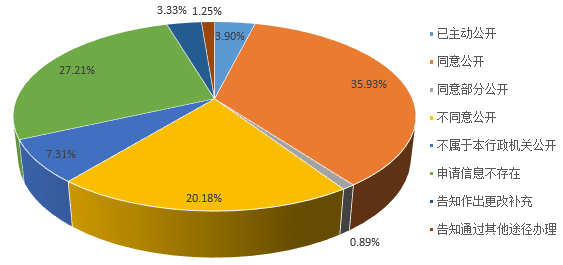 3.33%
1.25%
3.90%
35.93%
27.21%
7.31%
20.18%
0.89%
已主动公开
同意公开
同意部分公开
不同意公开
不属于本行政机关公开
申请信息不存在
告知作出更改补充
告知通过其他途径办理